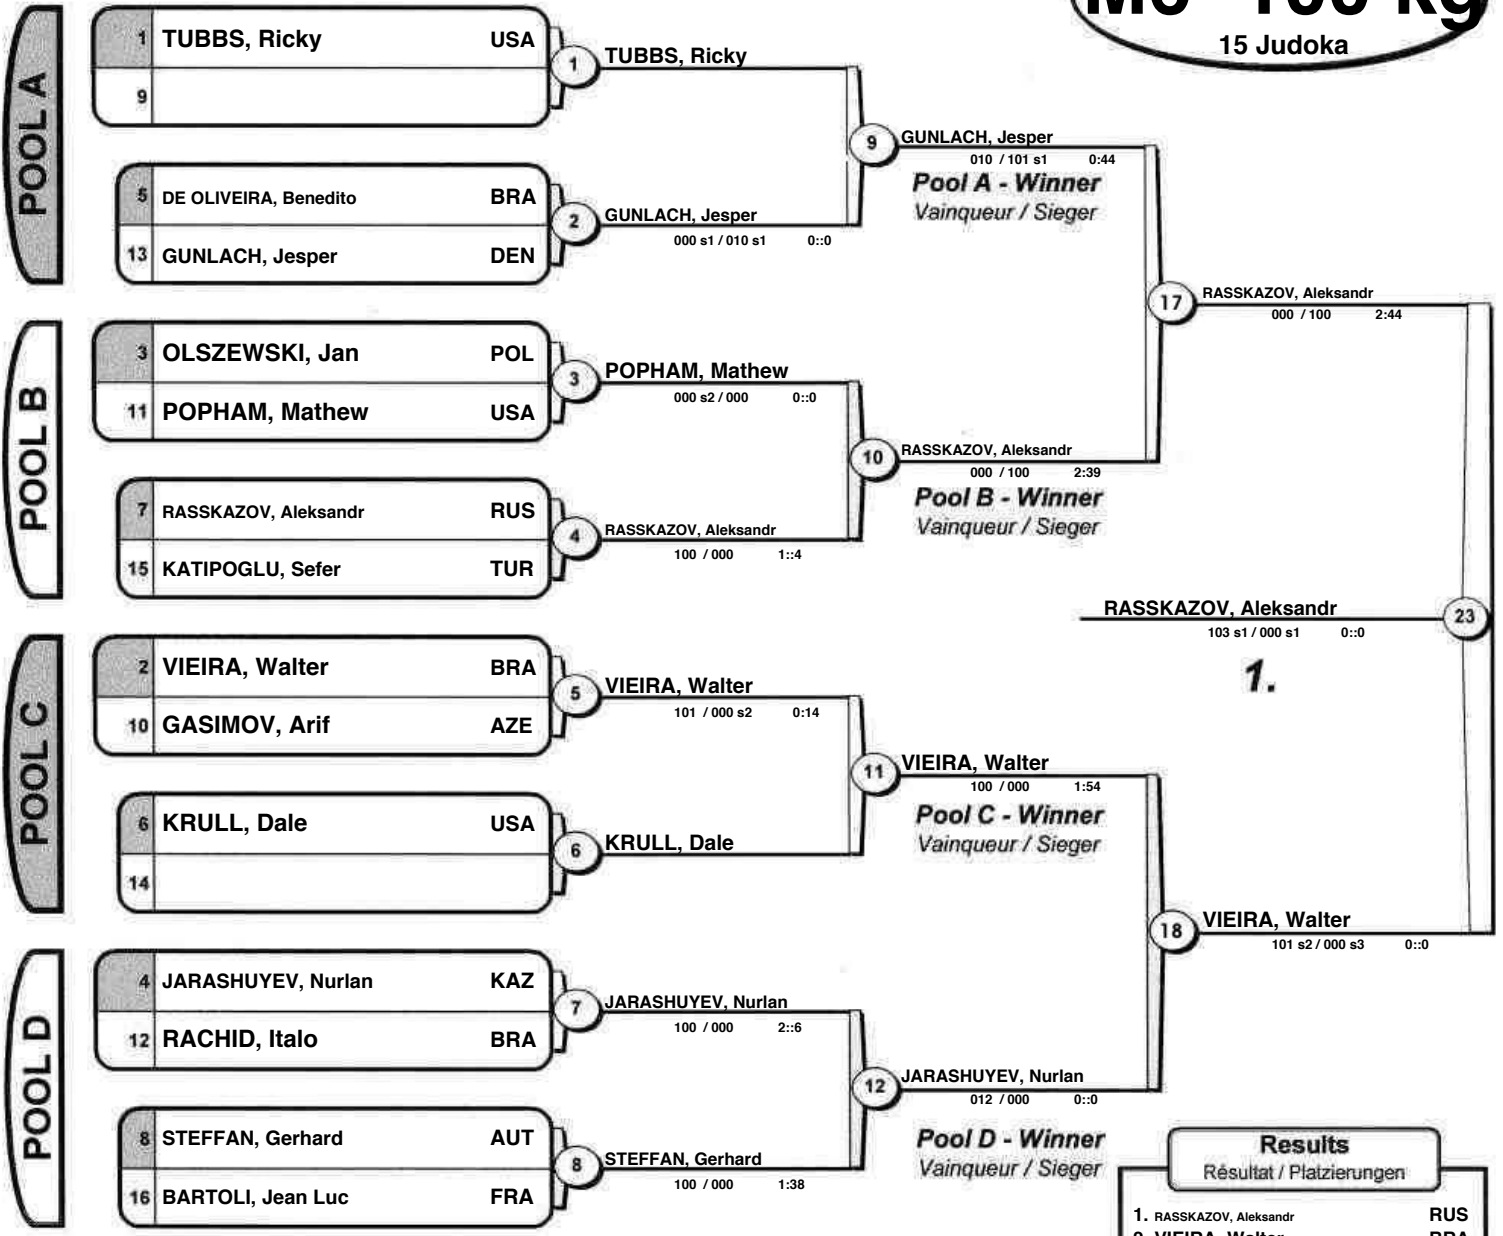 M6 -100 kg
15 Judoka
POOL A
1 TUBBS, Ricky USA
9
5 DE OLIVEIRA, Benedito BRA
13 GUNLACH, Jesper DEN
1 TUBBS, Ricky
2 GUNLACH, Jesper
000 s1 / 010 s1 0::0
9 GUNLACH, Jesper
010 / 101 s1 0:44
Pool A - Winner
Vainqueur / Sieger
POOL B
3 OLSZEWSKI, Jan POL
11 POPHAM, Mathew USA
7 RASSKAZOV, Aleksandr RUS
15 KATIPOGLU, Sefer TUR
3 POPHAM, Mathew
000 s2 / 000 0::0
4 RASSKAZOV, Aleksandr
100 / 000 1::4
10 RASSKAZOV, Aleksandr
000 / 100 2:39
Pool B - Winner
Vainqueur / Sieger
17 RASSKAZOV, Aleksandr
000 / 100 2:44
RASSKAZOV, Aleksandr 23
103 s1 / 000 s1 0::0
1.
POOL C
2 VIEIRA, Walter BRA
10 GASIMOV, Arif AZE
6 KRULL, Dale USA
14
5 VIEIRA, Walter
101 / 000 s2 0:14
6 KRULL, Dale
11 VIEIRA, Walter
100 / 000 1:54
Pool C - Winner
Vainqueur / Sieger
POOL D
4 JARASHUYEV, Nurlan KAZ
12 RACHID, Italo BRA
8 STEFFAN, Gerhard AUT
16 BARTOLI, Jean Luc FRA
7 JARASHUYEV, Nurlan
100 / 000 2::6
8 STEFFAN, Gerhard
100 / 000 1:38
12 JARASHUYEV, Nurlan
012 / 000 0::0
Pool D - Winner
Vainqueur / Sieger
18 VIEIRA, Walter
101 s2 / 000 s3 0::0
Results
Résultat / Platzierungen
1. RASSKAZOV, Aleksandr RUS
2. VIEIRA, Walter BRA